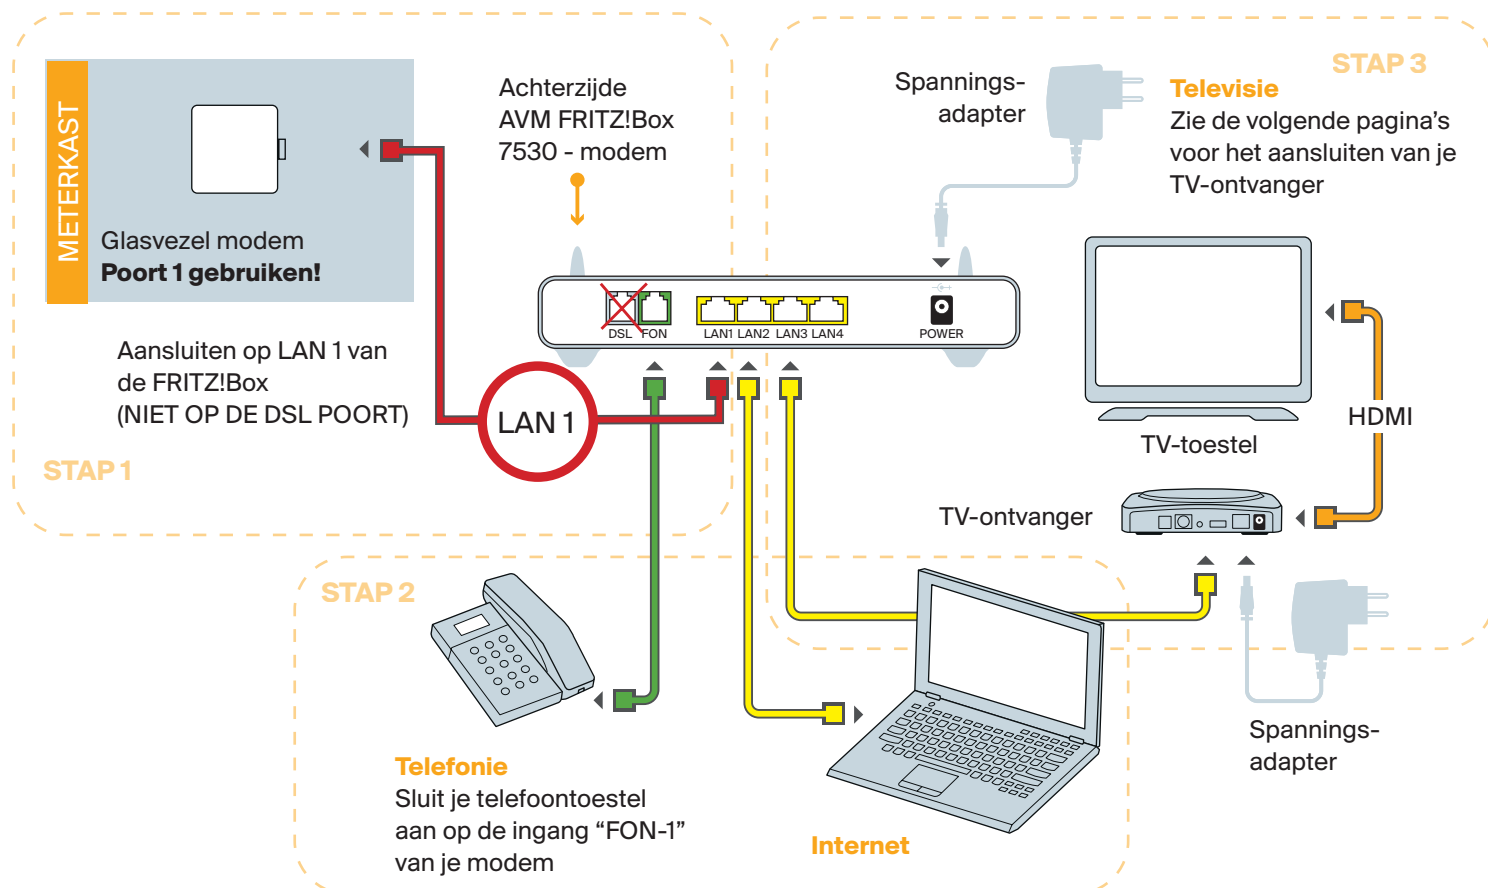 METERKAST
Glasvezel modem
Poort 1 gebruiken!
Aansluiten op LAN 1 van
de FRITZ!Box
(NIET OP DE DSL POORT)
STAP 1
Achterzijde
AVM FRITZ!Box
7530 - modem
LAN 1
DSL FON LAN1 LAN2 LAN3 LAN4 POWER
Spannings-
adapter
STAP 3
Televisie
Zie de volgende pagina's
voor het aansluiten van je
TV-ontvanger
TV-toestel
HDMI
TV-ontvanger
Spannings-
adapter
STAP 2
Telefonie
Sluit je telefoontoestel
aan op de ingang “FON-1”
van je modem
Internet